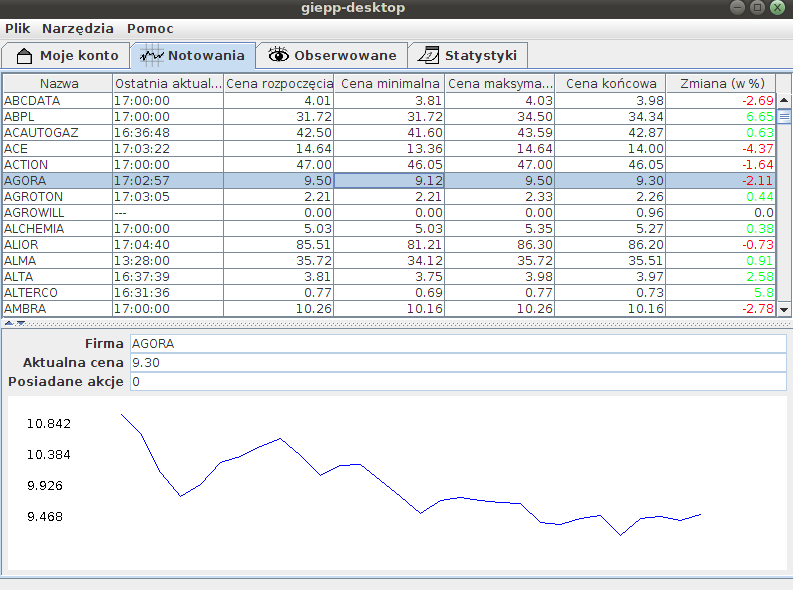 giepp-desktop
Plik Narzędzia Pomoc
Moje konto Notowania Obserwowane Statystyki
Nazwa Ostatnia aktual... Cena rozpoczęcia Cena minimalna Cena maksyma... Cena końcowa Zmiana (w %)
ABCDATA 17:00:00 4.01 3.81 4.03 3.98 -2.69
ABPL 17:00:00 31.72 31.72 34.50 34.34 6.65
ACAUTOGAZ 16:36:48 42.50 41.60 43.59 42.87 0.63
ACE 17:03:22 14.64 13.36 14.64 14.00 -4.37
ACTION 17:00:00 47.00 46.05 47.00 46.05 -1.64
AGORA 17:02:57 9.50 9.12 9.50 9.30 -2.11
AGROTON 17:03:05 2.21 2.21 2.33 2.26 0.44
AGROWILL --- 0.00 0.00 0.00 0.96 0.0
ALCHEMIA 17:00:00 5.03 5.03 5.35 5.27 0.38
ALIOR 17:04:40 85.51 81.21 86.30 86.20 -0.73
ALMA 13:28:00 35.72 34.12 35.72 35.51 0.91
ALTA 16:37:39 3.81 3.75 3.98 3.97 2.58
ALTERCO 16:31:36 0.77 0.69 0.77 0.73 5.8
AMBRA 17:00:00 10.26 10.16 10.26 10.16 -2.78
Firma AGORA
Aktualna cena 9.30
Posiadane akcje 0
10.842
10.384
9.926
9.468